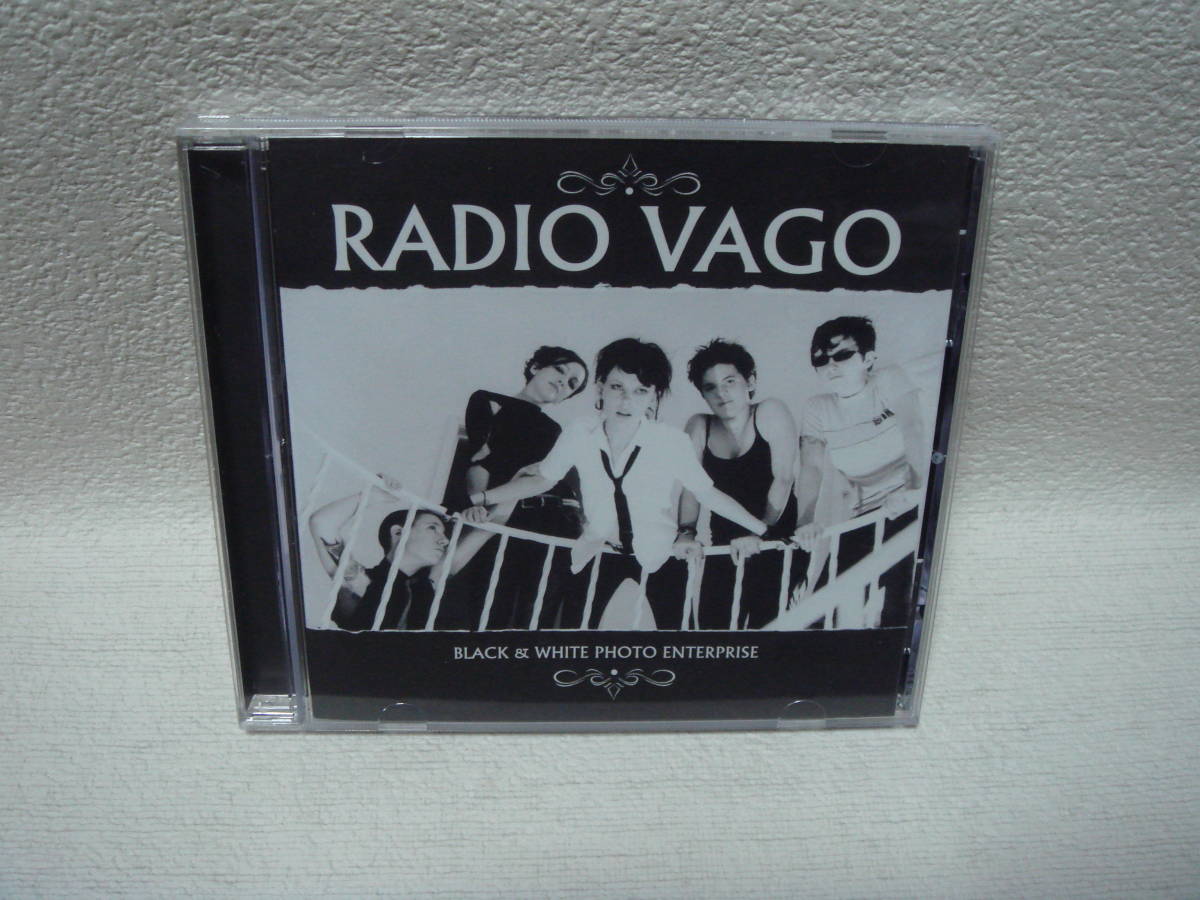 RADIO VAGO
BLACK & WHITE PHOTO ENTERPRISE